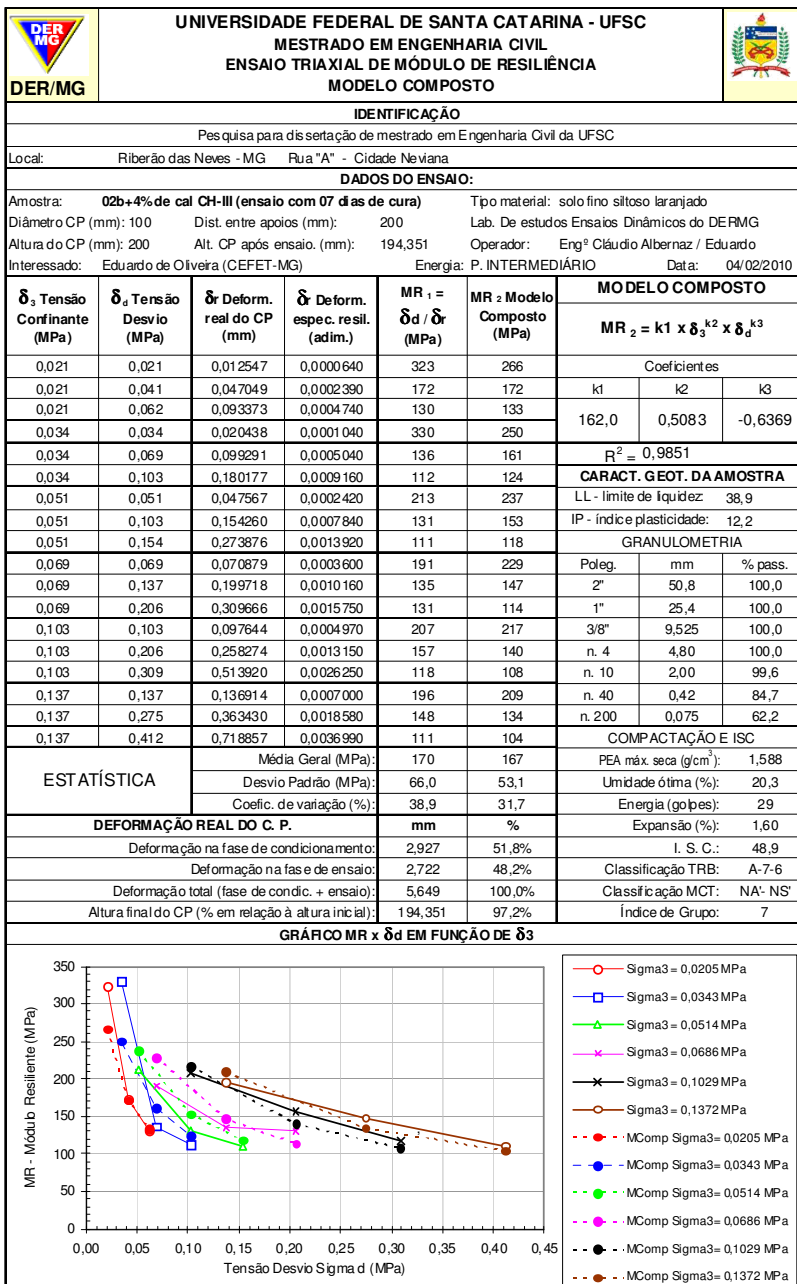 DER
MG
DER/MG
UNIVERSIDADE FEDERAL DE SANTA CATARINA - UFSC
MESTRADO EM ENGENHARIA CIVIL
ENSAIO TRIAXIAL DE MÓDULO DE RESILIÊNCIA
MODELO COMPOSTO
IDENTIFICAÇÃO
Pesquisa para dissertação de mestrado em Engenharia Civil da UFSC
Local: Riberão das Neves - MG Rua "A" - Cidade Neviana
DADOS DO ENSAIO:
Amostra: 02b+4% de cal CH-III (ensaio com 07 dias de cura) Tipo material: solo fino siltoso laranjado
Diâmetro CP (mm): 100 Dist. entre apoios (mm): 200 Lab. De estudos Ensaios Dinâmicos do DERMG
Altura do CP (mm): 200 Alt. CP após ensaio. (mm): 194,351 Operador: Engº Cláudio Albernaz / Eduardo
Interessado: Eduardo de Oliveira (CEFET-MG) Energia: P. INTERMEDIÁRIO Data: 04/02/2010
δ3 Tensão Confinante (MPa) δd Tensão Desvio (MPa) δr Deform. real do CP (mm) δr Deform. espec. resil. (adim.) MR 1 = δd / δr (MPa) MR 2 Modelo Composto (MPa)
MODELO COMPOSTO
MR 2 = k1 x δ3^k2 x δd^k3
0,021 0,021 0,012547 0,0000640 323 266 Coeficientes
0,021 0,041 0,047049 0,0002390 172 172 k1 k2 k3
0,021 0,062 0,093373 0,0004740 130 133
162,0 0,5083 -0,6369
0,034 0,034 0,020438 0,0001040 330 250
0,034 0,069 0,099291 0,0005040 136 161 R² = 0,9851
0,034 0,103 0,180177 0,0009160 112 124 CARACT. GEOT. DA AMOSTRA
0,051 0,051 0,047567 0,0002420 213 237 LL - limite de liquidez: 38,9
0,051 0,103 0,154260 0,0007840 131 153 IP - índice plasticidade: 12,2
0,051 0,154 0,273876 0,0013920 111 118 GRANULOMETRIA
0,069 0,069 0,070879 0,0003600 191 229 Poleg. mm % pass.
0,069 0,137 0,199718 0,0010160 135 147 2" 50,8 100,0
0,069 0,206 0,309666 0,0015750 131 114 1" 25,4 100,0
0,103 0,103 0,097644 0,0004970 207 217 3/8" 9,525 100,0
0,103 0,206 0,258274 0,0013150 157 140 n. 4 4,80 100,0
0,103 0,309 0,513920 0,0026250 118 108 n. 10 2,00 99,6
0,137 0,137 0,136914 0,0007000 196 209 n. 40 0,42 84,7
0,137 0,275 0,363430 0,0018580 148 134 n. 200 0,075 62,2
0,137 0,412 0,718857 0,0036990 111 104 COMPACTAÇÃO E ISC
ESTATÍSTICA
Média Geral (MPa): 170 167 PEA máx. seca (g/cm³): 1,588
Desvio Padrão (MPa): 66,0 53,1 Umidade ótima (%): 20,3
Coefic. de variação (%): 38,9 31,7 Energia (golpes): 29
DEFORMAÇÃO REAL DO C. P. mm % Expansão (%): 1,60
Deformação na fase de condicionamento: 2,927 51,8% I. S. C.: 48,9
Deformação na fase de ensaio: 2,722 48,2% Classificação TRB: A-7-6
Deformação total (fase de condic. + ensaio): 5,649 100,0% Classificação MCT: NA'- NS'
Altura final do CP (% em relação à altura inicial): 194,351 97,2% Índice de Grupo: 7
GRÁFICO MR x δd EM FUNÇÃO DE δ3
MR - Módulo Resiliente (MPa)
350
300
250
200
150
100
50
0
0,00 0,05 0,10 0,15 0,20 0,25 0,30 0,35 0,40 0,45
Tensão Desvio Sigma d (MPa)
Sigma3 = 0,0205 MPa
Sigma3 = 0,0343 MPa
Sigma3 = 0,0514 MPa
Sigma3 = 0,0686 MPa
Sigma3 = 0,1029 MPa
Sigma3 = 0,1372 MPa
MComp Sigma3= 0,0205 MPa
MComp Sigma3= 0,0343 MPa
MComp Sigma3= 0,0514 MPa
MComp Sigma3= 0,0686 MPa
MComp Sigma3= 0,1029 MPa
MComp Sigma3= 0,1372 MPa